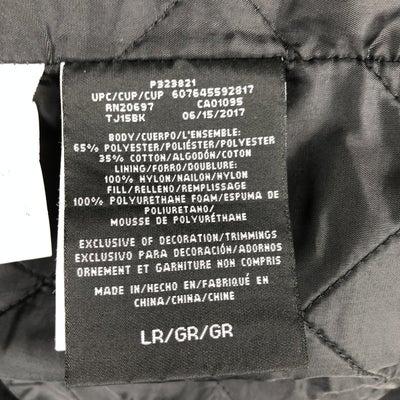 P323821
UPC/CUP/CUP 607645592817
RN20697 CA01095
TJ15BK 06/15/2017
BODY/CUERPO/L'ENSEMBLE:
65% POLYESTER/POLIÉSTER/POLYESTER
35% COTTON/ALGODÓN/COTON
LINING/FORRO/DOUBLURE:
100% NYLON/NAILON/NYLON
FILL/RELLENO/REMPLISSAGE
100% POLYURETHANE FOAM/ESPUMA DE
POLIURETANO/
MOUSSE DE POLYURÉTHANE
EXCLUSIVE OF DECORATION/TRIMMINGS
EXCLUSIVO PARA DECORACIÓN/ADORNOS
ORNEMENT ET GARNITURE NON COMPRIS
MADE IN/HECHO EN/FABRIQUÉ EN
CHINA/CHINA/CHINE
LR/GR/GR